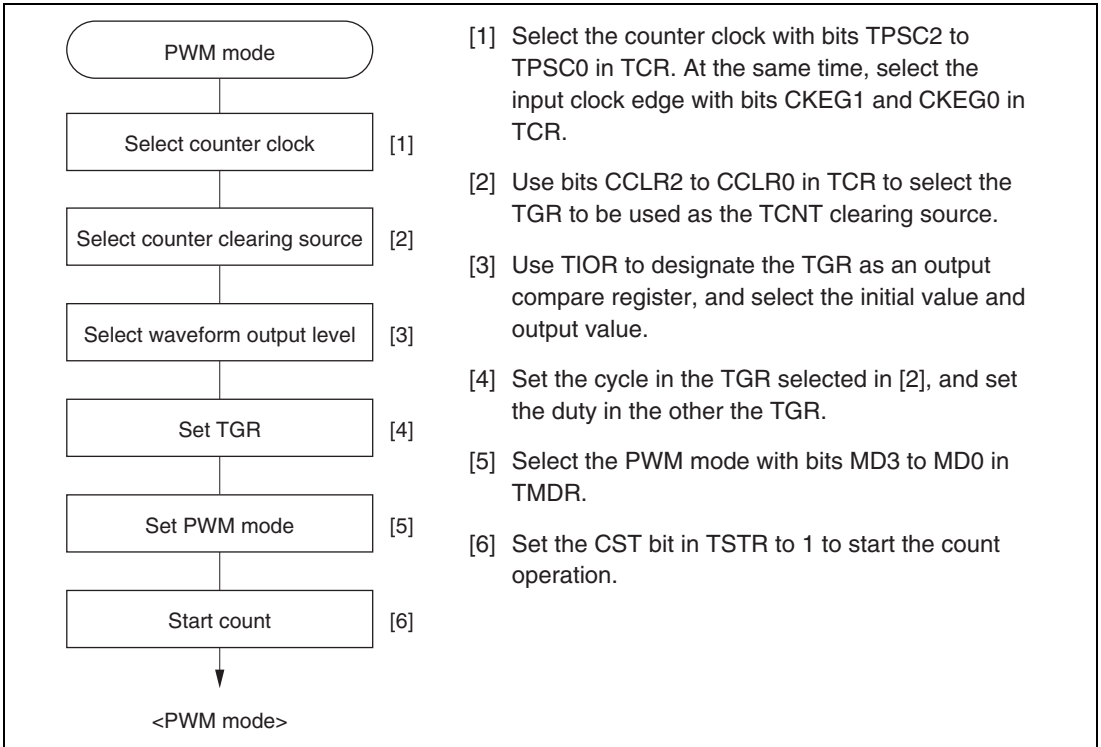 PWM mode
Select counter clock [1]
Select counter clearing source [2]
Select waveform output level [3]
Set TGR [4]
Set PWM mode [5]
Start count [6]
<PWM mode>
[1] Select the counter clock with bits TPSC2 to
TPSC0 in TCR. At the same time, select the
input clock edge with bits CKEG1 and CKEG0 in
TCR.
[2] Use bits CCLR2 to CCLR0 in TCR to select the
TGR to be used as the TCNT clearing source.
[3] Use TIOR to designate the TGR as an output
compare register, and select the initial value and
output value.
[4] Set the cycle in the TGR selected in [2], and set
the duty in the other the TGR.
[5] Select the PWM mode with bits MD3 to MD0 in
TMDR.
[6] Set the CST bit in TSTR to 1 to start the count
operation.